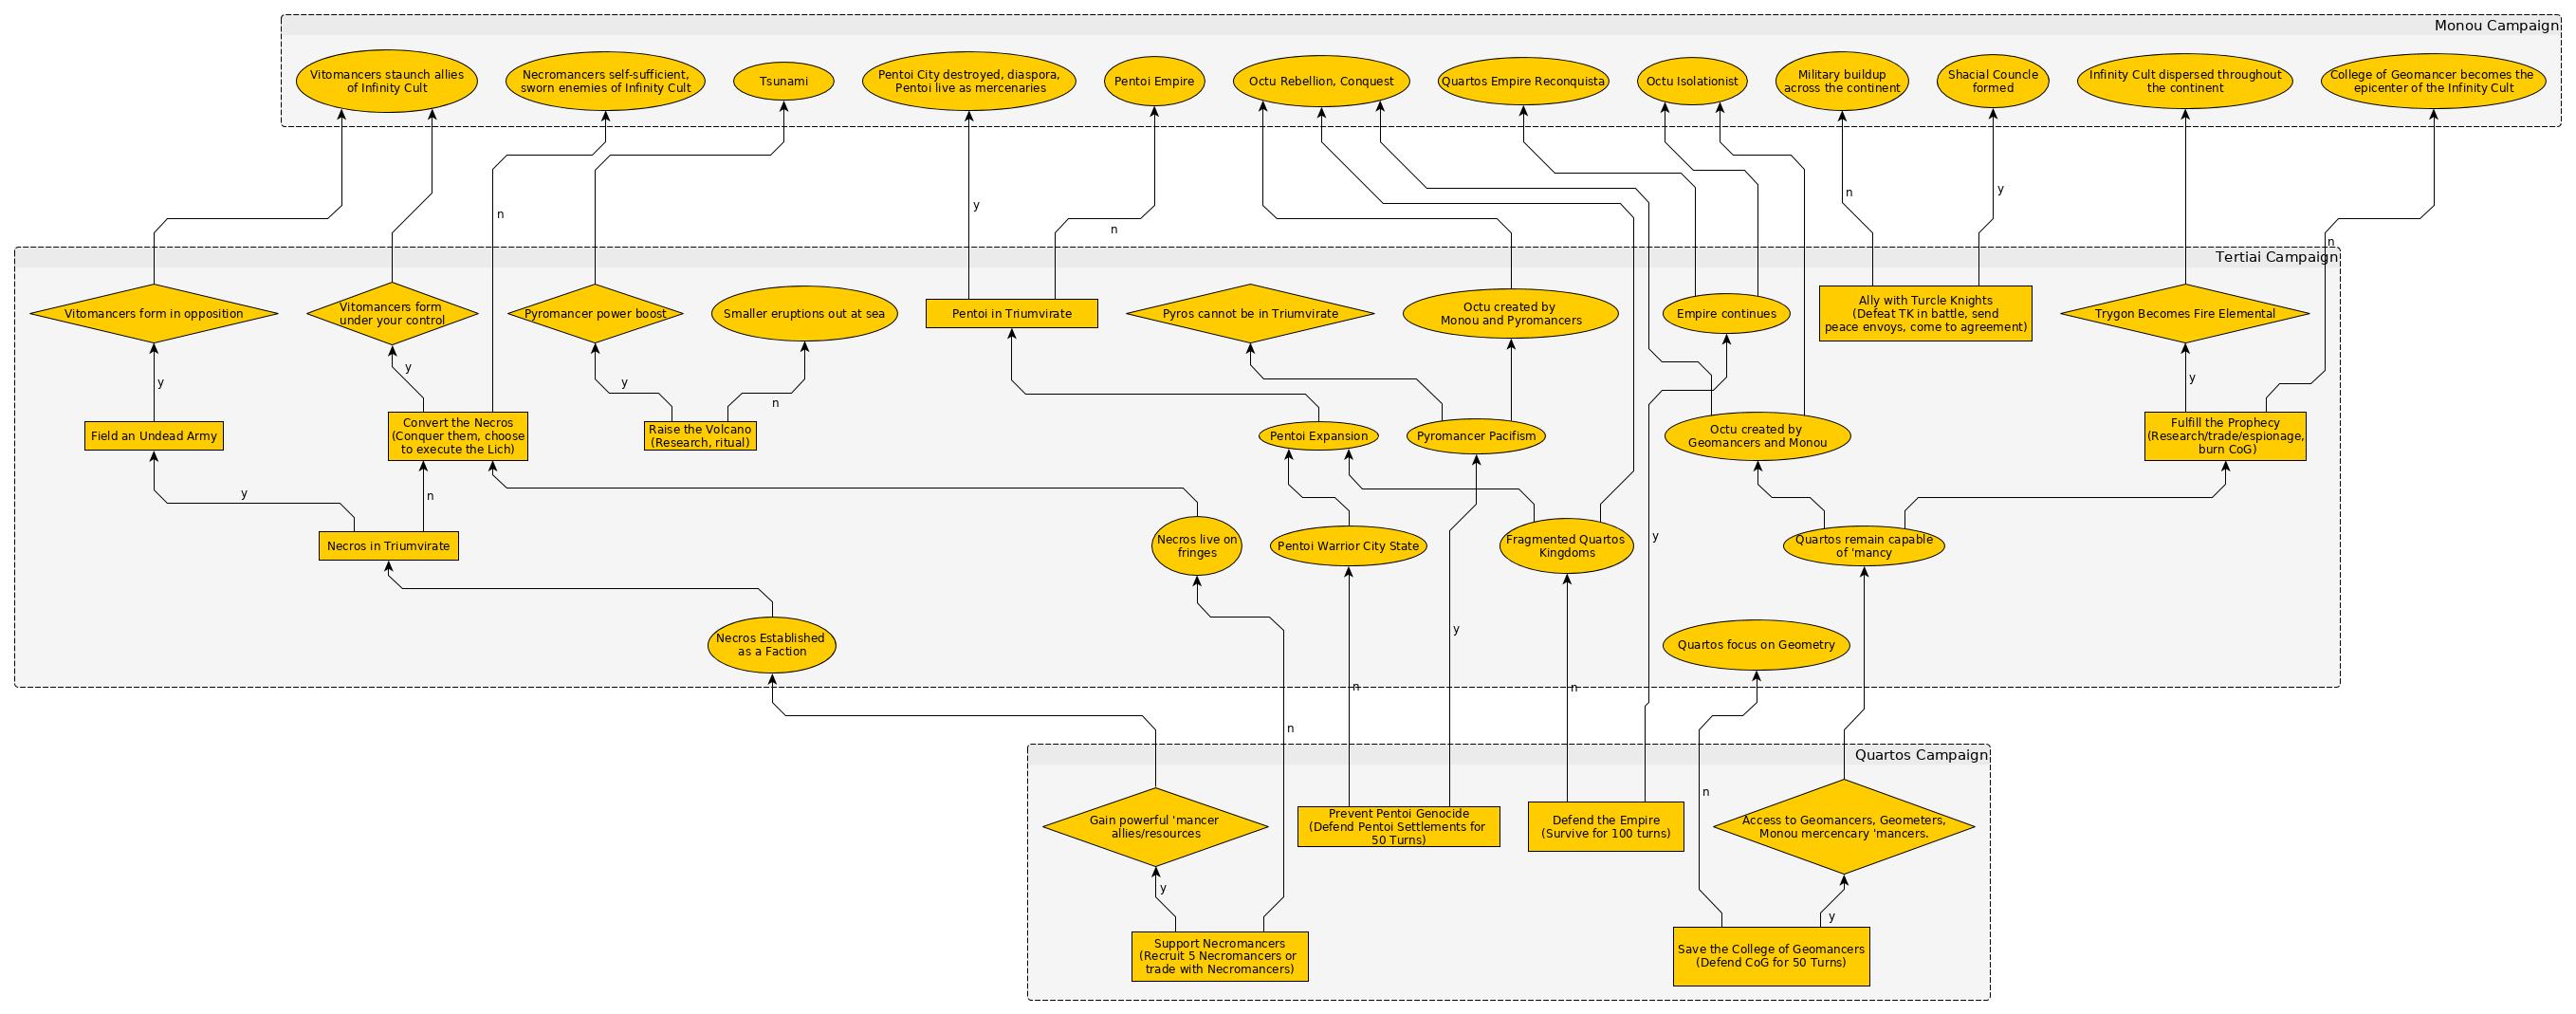 Monou Campaign
Vitomancers staunch allies
of Infinity Cult
Necromancers self-sufficient,
sworn enemies of Infinity Cult
Tsunami
Pentoi City destroyed, diaspora,
Pentoi live as mercenaries
Pentoi Empire
Octu Rebellion, Conquest
Quartos Empire Reconquista
Octu Isolationist
Military buildup
across the continent
Shacial Councle
formed
Infinity Cult dispersed throughout
the continent
College of Geomancer becomes the
epicenter of the Infinity Cult
n
y
n
n
y
n
Tertiai Campaign
Vitomancers form in opposition
Vitomancers form
under your control
Pyromancer power boost
Smaller eruptions out at sea
Pentoi in Triumvirate
Pyros cannot be in Triumvirate
Octu created by
Monou and Pyromancers
Empire continues
Ally with Turcle Knights
(Defeat TK in battle, send
peace envoys, come to agreement)
Trygon Becomes Fire Elemental
y
y
y
n
y
Field an Undead Army
Convert the Necros
(Conquer them, choose
to execute the Lich)
Raise the Volcano
(Research, ritual)
Pentoi Expansion
Pyromancer Pacifism
Octu created by
Geomancers and Monou
Fulfill the Prophecy
(Research/trade/espionage,
burn CoG)
y
n
Necros in Triumvirate
Necros live on
fringes
Pentoi Warrior City State
Fragmented Quartos
Kingdoms
y
Quartos remain capable
of 'mancy
Necros Established
as a Faction
y
Quartos focus on Geometry
n
n
n
Quartos Campaign
n
Gain powerful 'mancer
allies/resources
Prevent Pentoi Genocide
(Defend Pentoi Settlements for
50 Turns)
Defend the Empire
(Survive for 100 turns)
Access to Geomancers, Geometers,
Monou mercencary 'mancers.
y
y
Support Necromancers
(Recruit 5 Necromancers or
trade with Necromancers)
Save the College of Geomancers
(Defend CoG for 50 Turns)